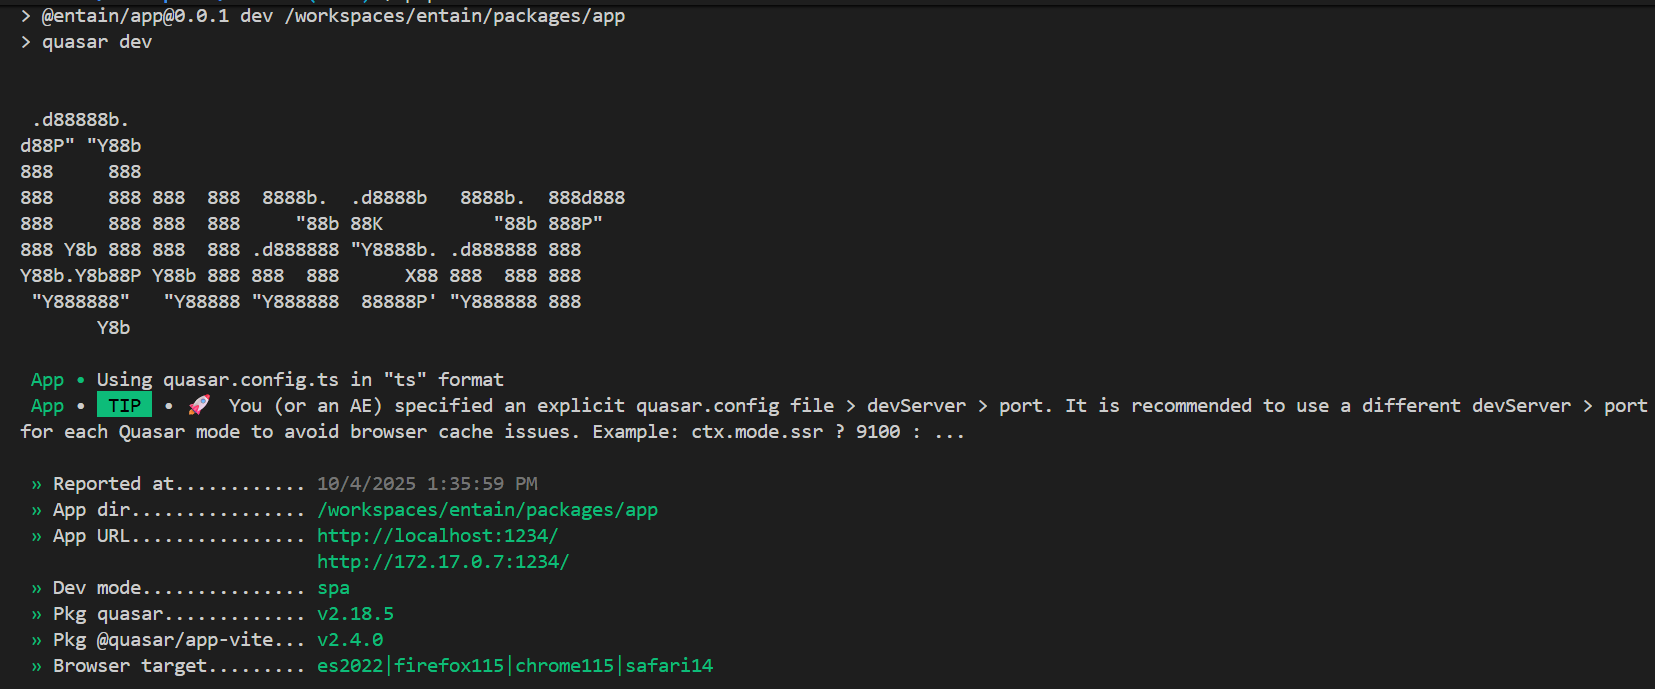 > @entain/app@0.0.1 dev /workspaces/entain/packages/app
> quasar dev
 .d88888b.
d88P" "Y88b
888     888
888     888 888  888  8888b.  .d8888b   8888b.  888d888
888     888 888  888     "88b 88K          "88b 888P"
888 Y8b 888 888  888 .d888888 "Y8888b. .d888888 888
Y88b.Y8b88P Y88b 888 888  888      X88 888  888 888
 "Y888888"   "Y88888 "Y888888  88888P' "Y888888 888
       Y8b
App • Using quasar.config.ts in "ts" format
App • TIP • 🚀 You (or an AE) specified an explicit quasar.config file > devServer > port. It is recommended to use a different devServer > port
for each Quasar mode to avoid browser cache issues. Example: ctx.mode.ssr ? 9100 : ...
» Reported at............ 10/4/2025 1:35:59 PM
» App dir................ /workspaces/entain/packages/app
» App URL................ http://localhost:1234/
http://172.17.0.7:1234/
» Dev mode............... spa
» Pkg quasar............. v2.18.5
» Pkg @quasar/app-vite... v2.4.0
» Browser target......... es2022|firefox115|chrome115|safari14